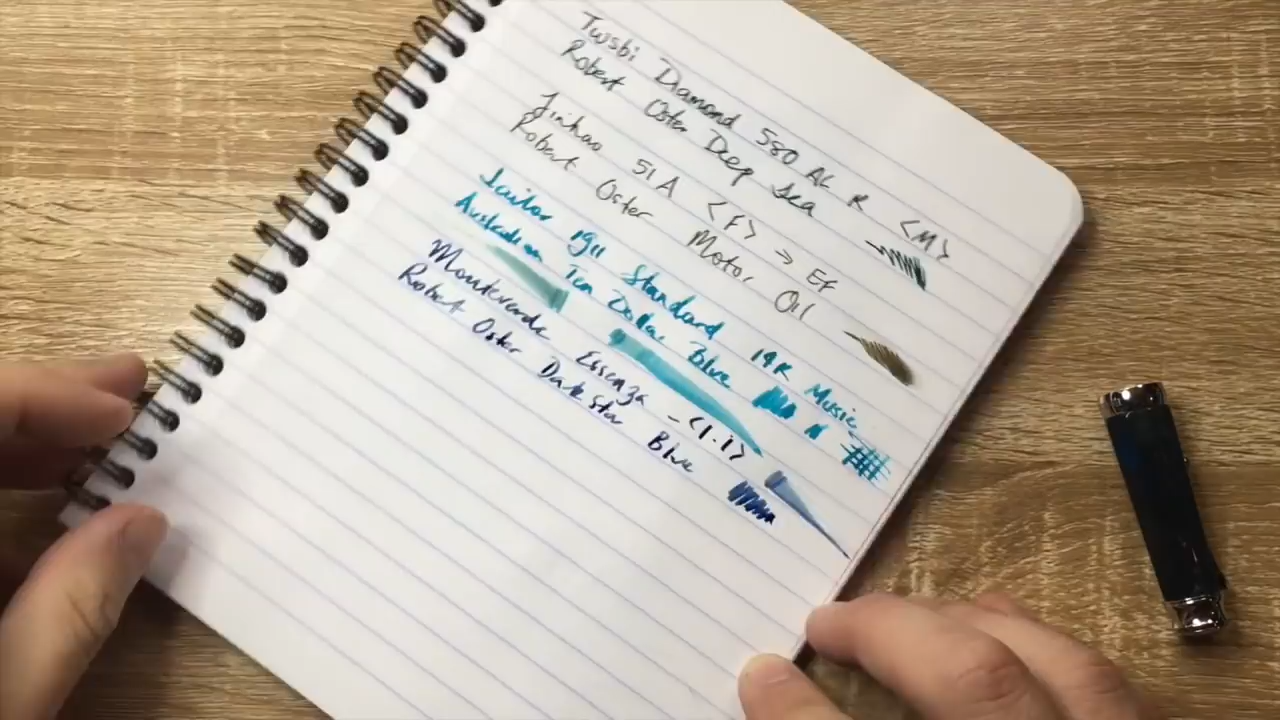 Twsbi Diamond 580 AL R <M>
Robert Oster Deep Sea
Jinhao 51A <F> → EF
Robert Oster Motor Oil
Sailor 1911 Standard 14K Music
Australian Ten Dollar Blue
Monteverde Essenza - <1.1>
Robert Oster Dark Star Blue